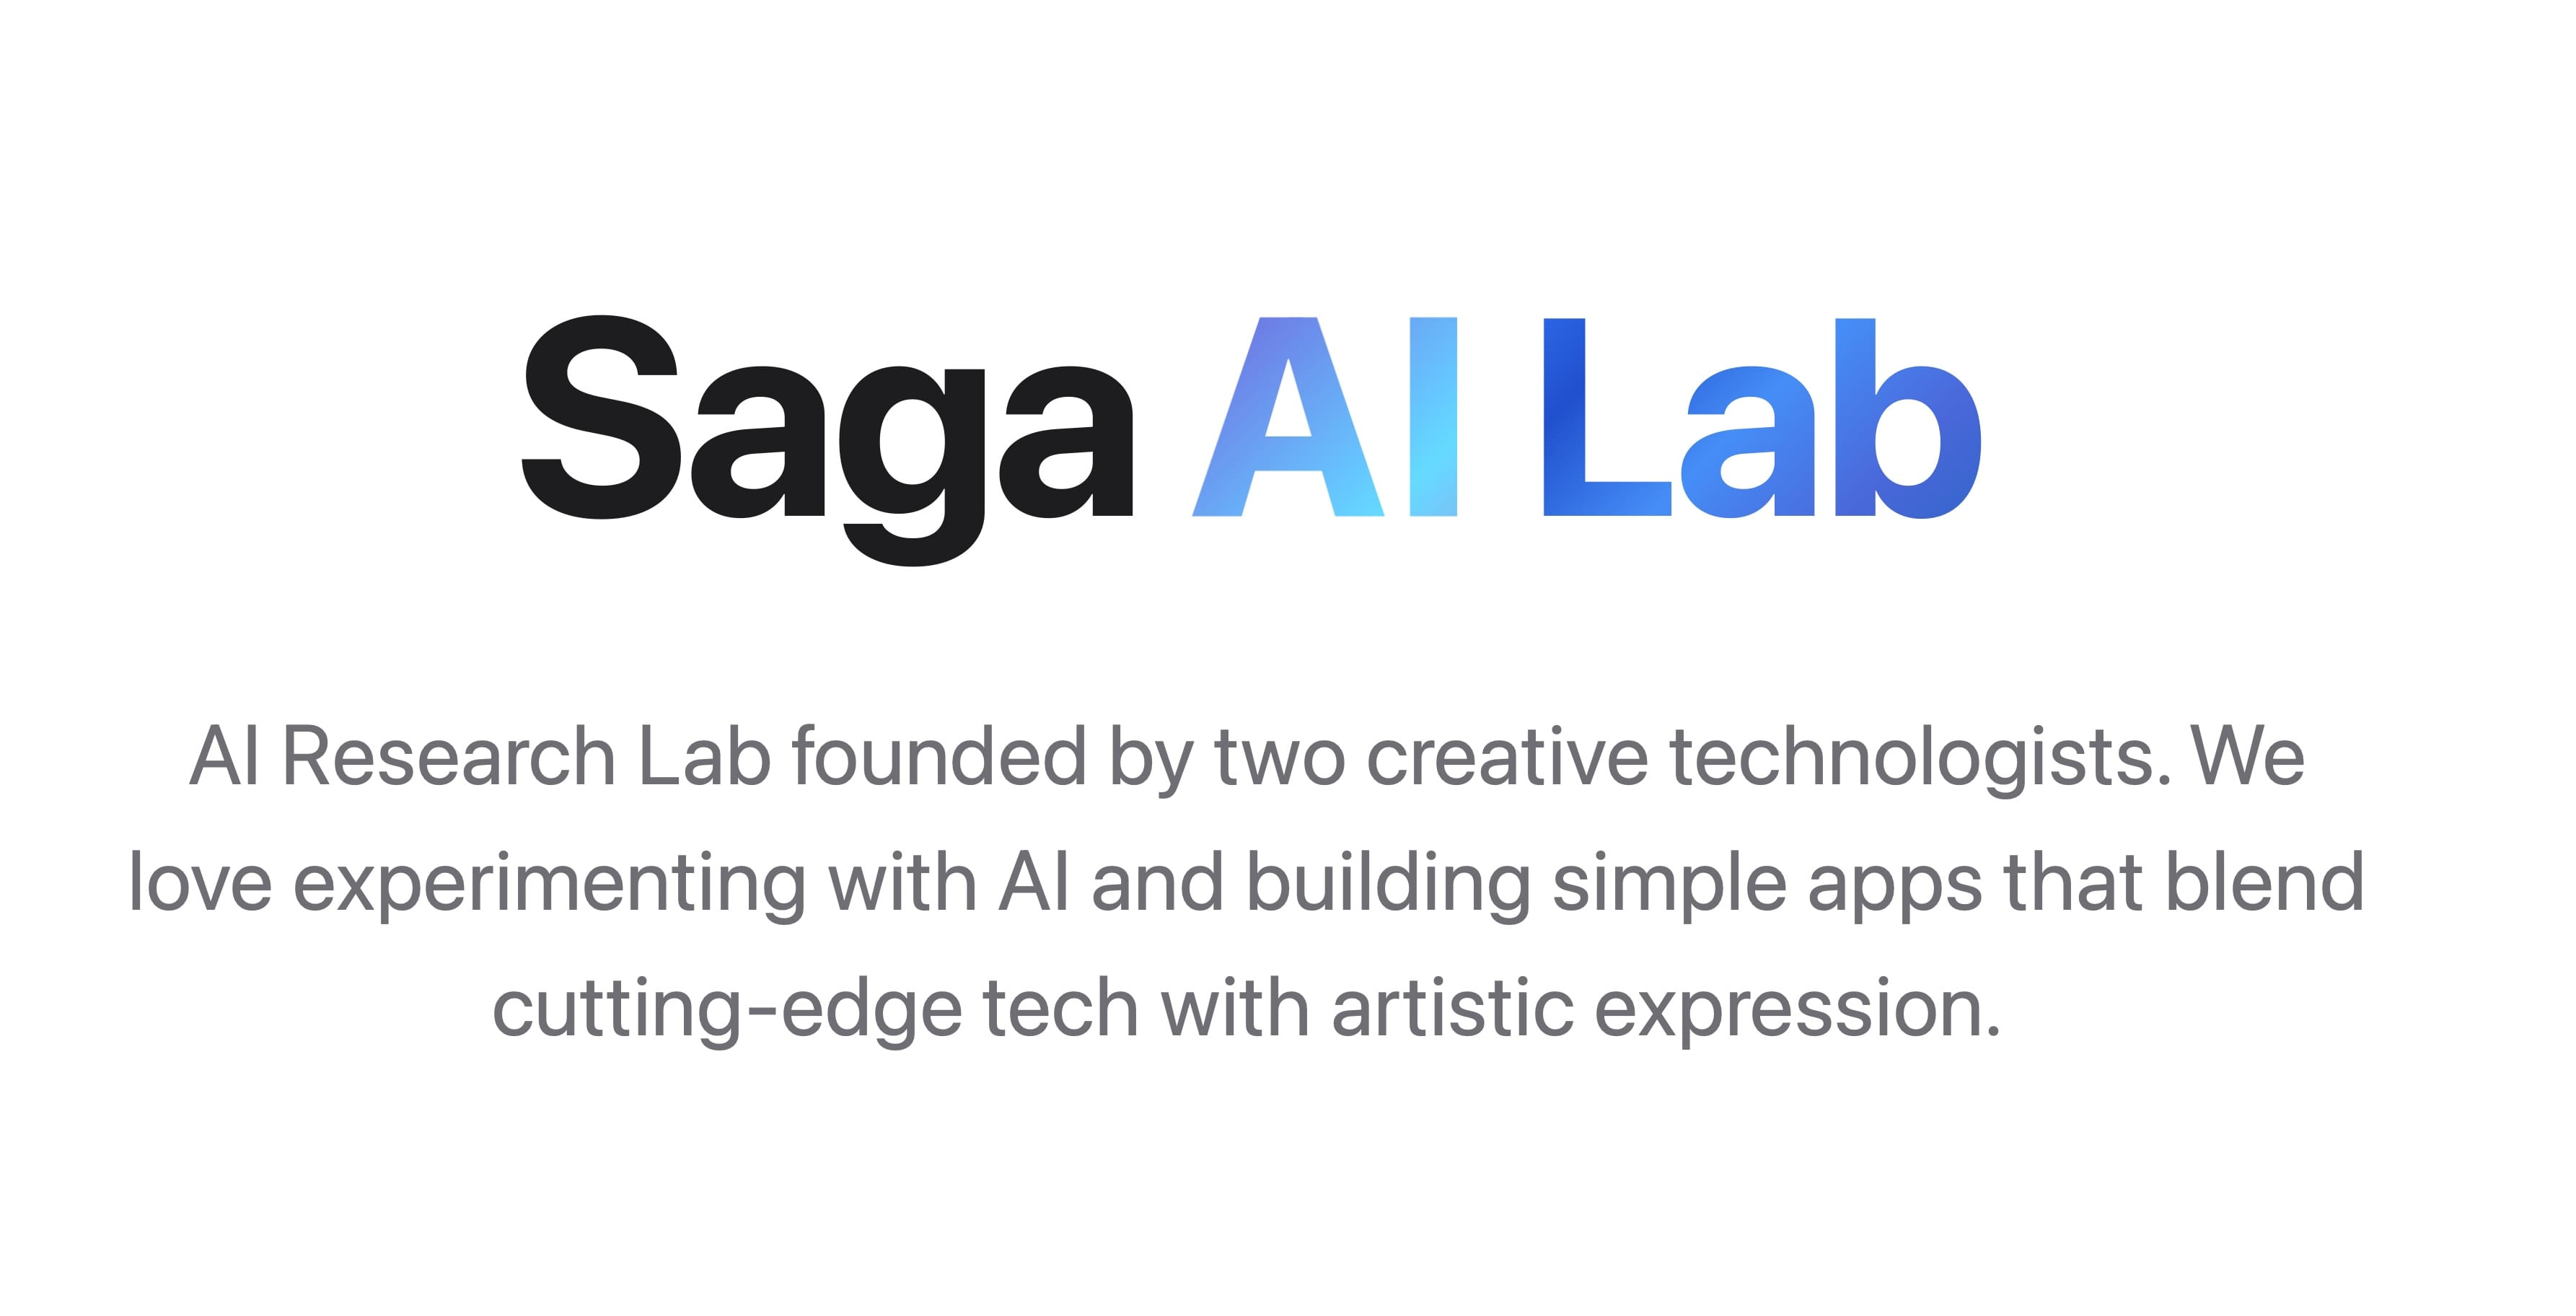 Saga AI Lab
AI Research Lab founded by two creative technologists. We
love experimenting with AI and building simple apps that blend
cutting-edge tech with artistic expression.